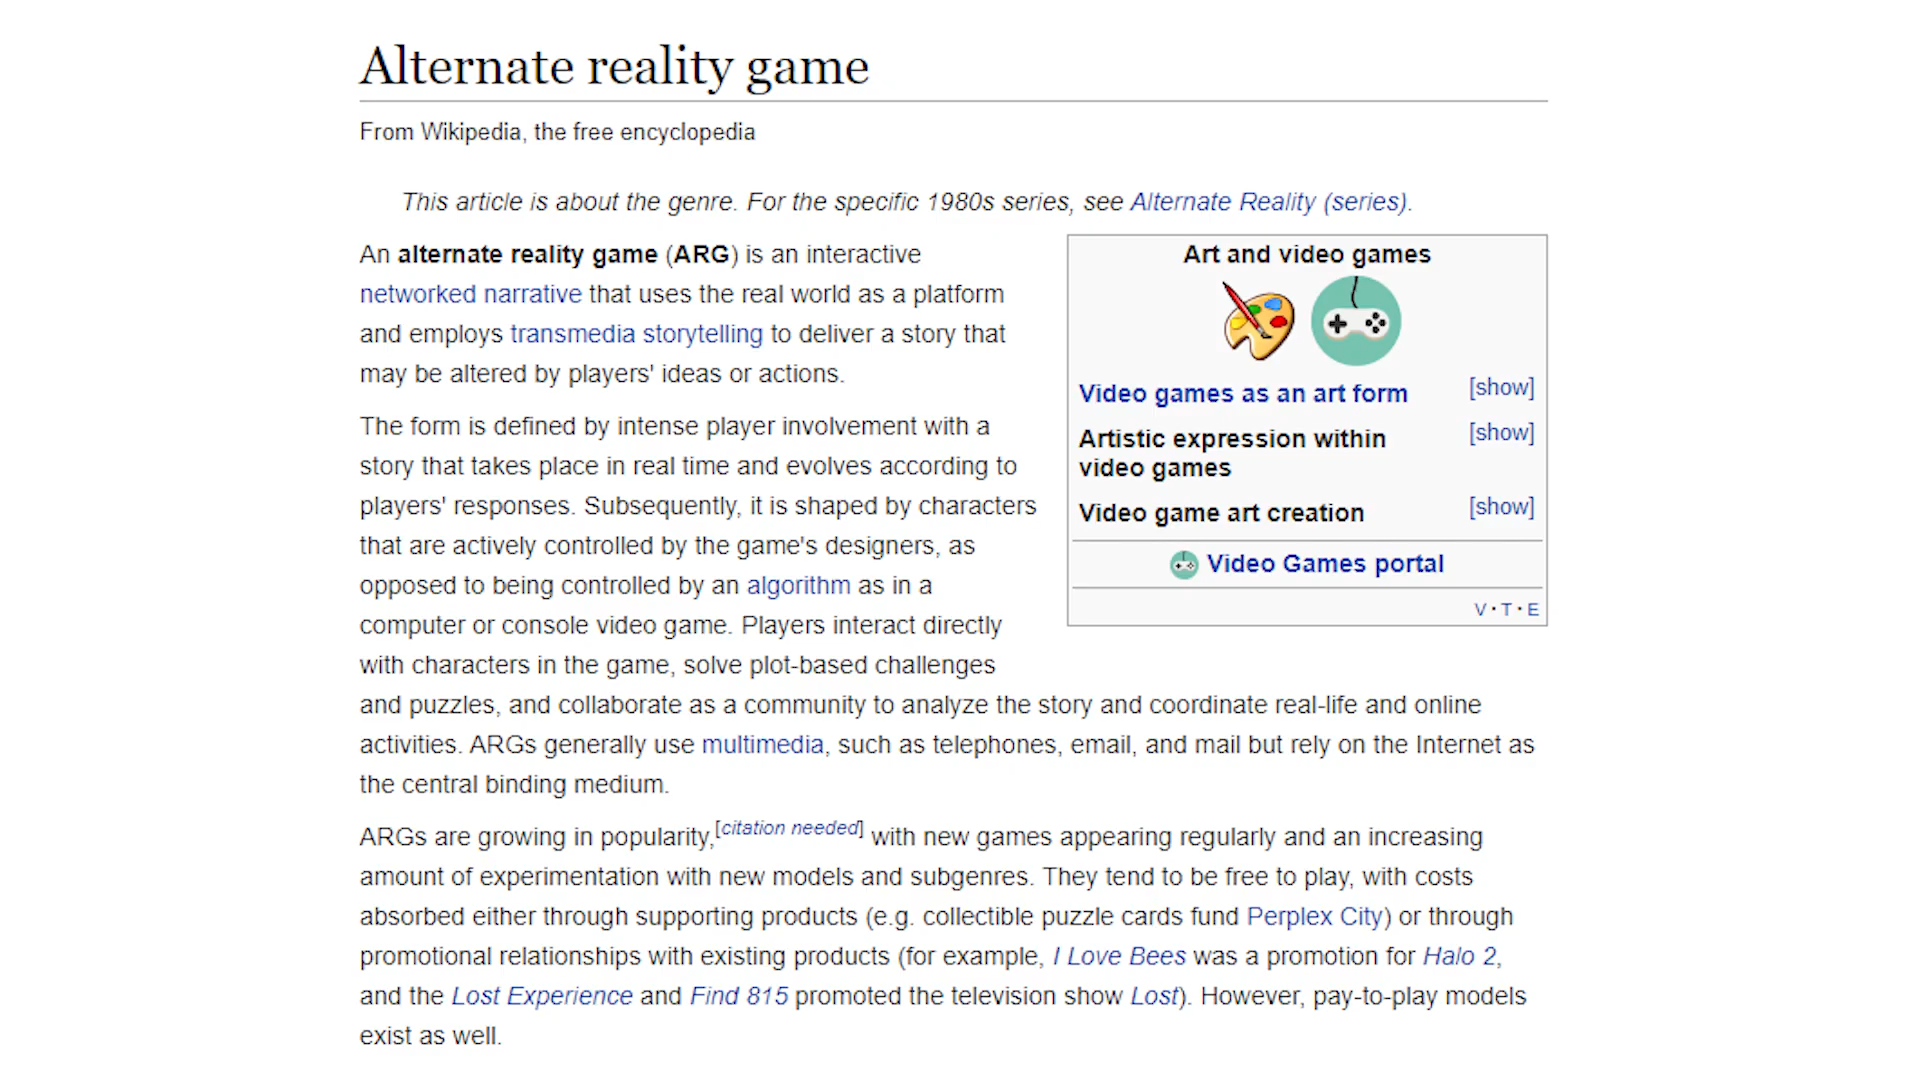 Alternate reality game
From Wikipedia, the free encyclopedia
This article is about the genre. For the specific 1980s series, see Alternate Reality (series).
An alternate reality game (ARG) is an interactive
networked narrative that uses the real world as a platform
and employs transmedia storytelling to deliver a story that
may be altered by players' ideas or actions.
The form is defined by intense player involvement with a
story that takes place in real time and evolves according to
players' responses. Subsequently, it is shaped by characters
that are actively controlled by the game's designers, as
opposed to being controlled by an algorithm as in a
computer or console video game. Players interact directly
with characters in the game, solve plot-based challenges
and puzzles, and collaborate as a community to analyze the story and coordinate real-life and online
activities. ARGs generally use multimedia, such as telephones, email, and mail but rely on the Internet as
the central binding medium.
ARGs are growing in popularity,[citation needed] with new games appearing regularly and an increasing
amount of experimentation with new models and subgenres. They tend to be free to play, with costs
absorbed either through supporting products (e.g. collectible puzzle cards fund Perplex City) or through
promotional relationships with existing products (for example, I Love Bees was a promotion for Halo 2,
and the Lost Experience and Find 815 promoted the television show Lost). However, pay-to-play models
exist as well.
Art and video games
Video games as an art form [show]
Artistic expression within [show]
video games
Video game art creation [show]
Video Games portal
V · T · E